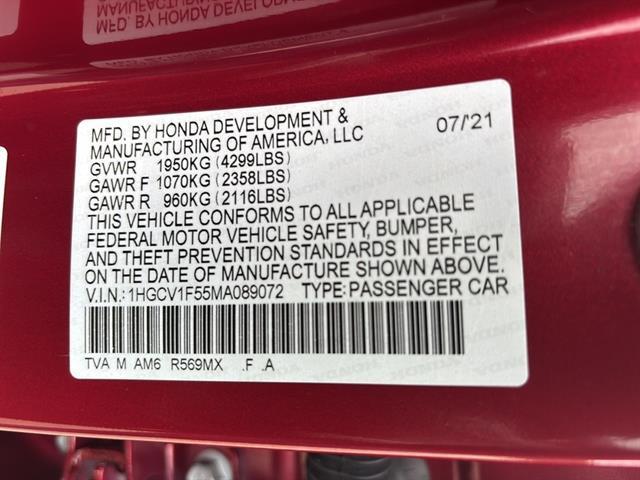 MFD. BY HONDA DEVELOPMENT &
MANUFACTURING OF AMERICA, LLC 07/'21
GVWR 1950KG (4299LBS)
GAWR F 1070KG (2358LBS)
GAWR R 960KG (2116LBS)
THIS VEHICLE CONFORMS TO ALL APPLICABLE
FEDERAL MOTOR VEHICLE SAFETY, BUMPER,
AND THEFT PREVENTION STANDARDS IN EFFECT
ON THE DATE OF MANUFACTURE SHOWN ABOVE.
V.I.N.: 1HGCV1F55MA089072 TYPE: PASSENGER CAR
TVA M AM6 R569MX .F .A